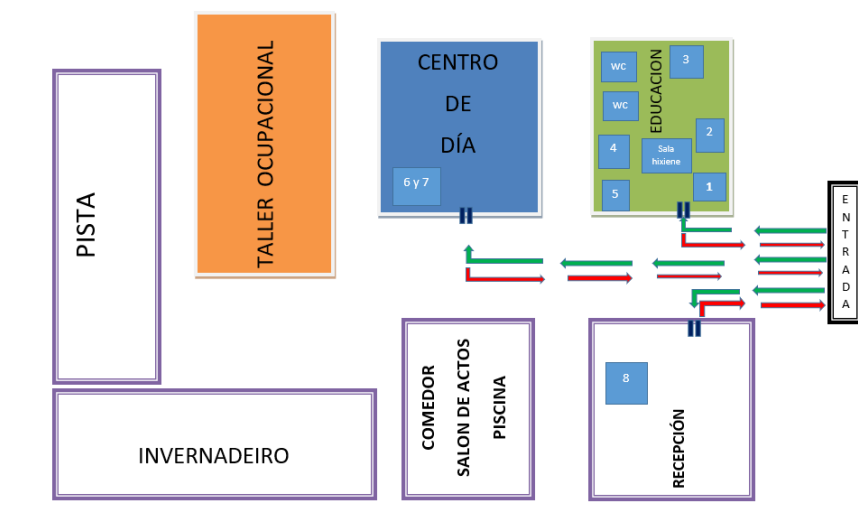 PISTA
TALLER OCUPACIONAL
CENTRO
DE
DÍA
6 y 7
EDUCACION
wc
wc
3
2
4
Sala
hixiene
5
1
E
N
T
R
A
D
A
INVERNADEIRO
COMEDOR
SALON DE ACTOS
PISCINA
8
RECEPCIÓN